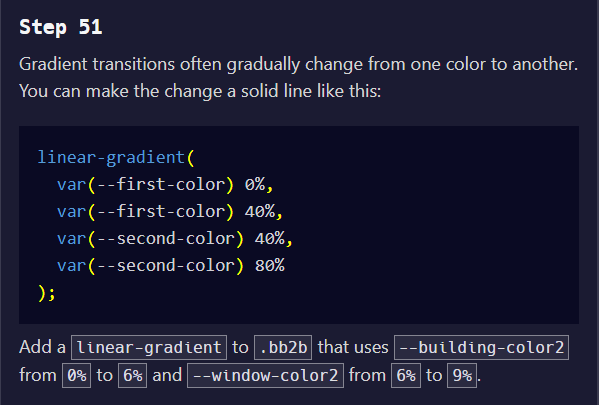 Step 51
Gradient transitions often gradually change from one color to another.
You can make the change a solid line like this:
linear-gradient(
var(--first-color) 0%,
var(--first-color) 40%,
var(--second-color) 40%,
var(--second-color) 80%
);
Add a linear-gradient to .bb2b that uses --building-color2
from 0% to 6% and --window-color2 from 6% to 9%.